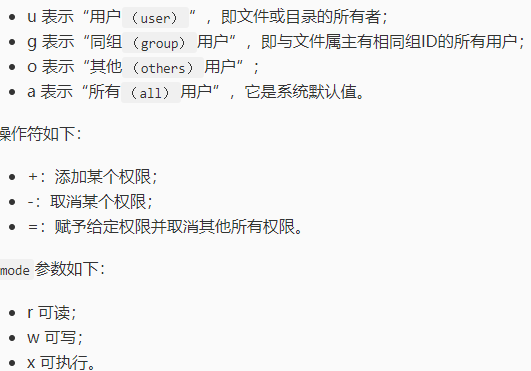 u 表示“用户（user）”，即文件或目录的所有者；
g 表示“同组（group）用户”，即与文件属主有相同组ID的所有用户；
o 表示“其他（others）用户”；
a 表示“所有（all）用户”，它是系统默认值。
操作符如下：
+：添加某个权限；
-：取消某个权限；
=：赋予给定权限并取消其他所有权限。
mode参数如下：
r 可读；
w 可写；
x 可执行。